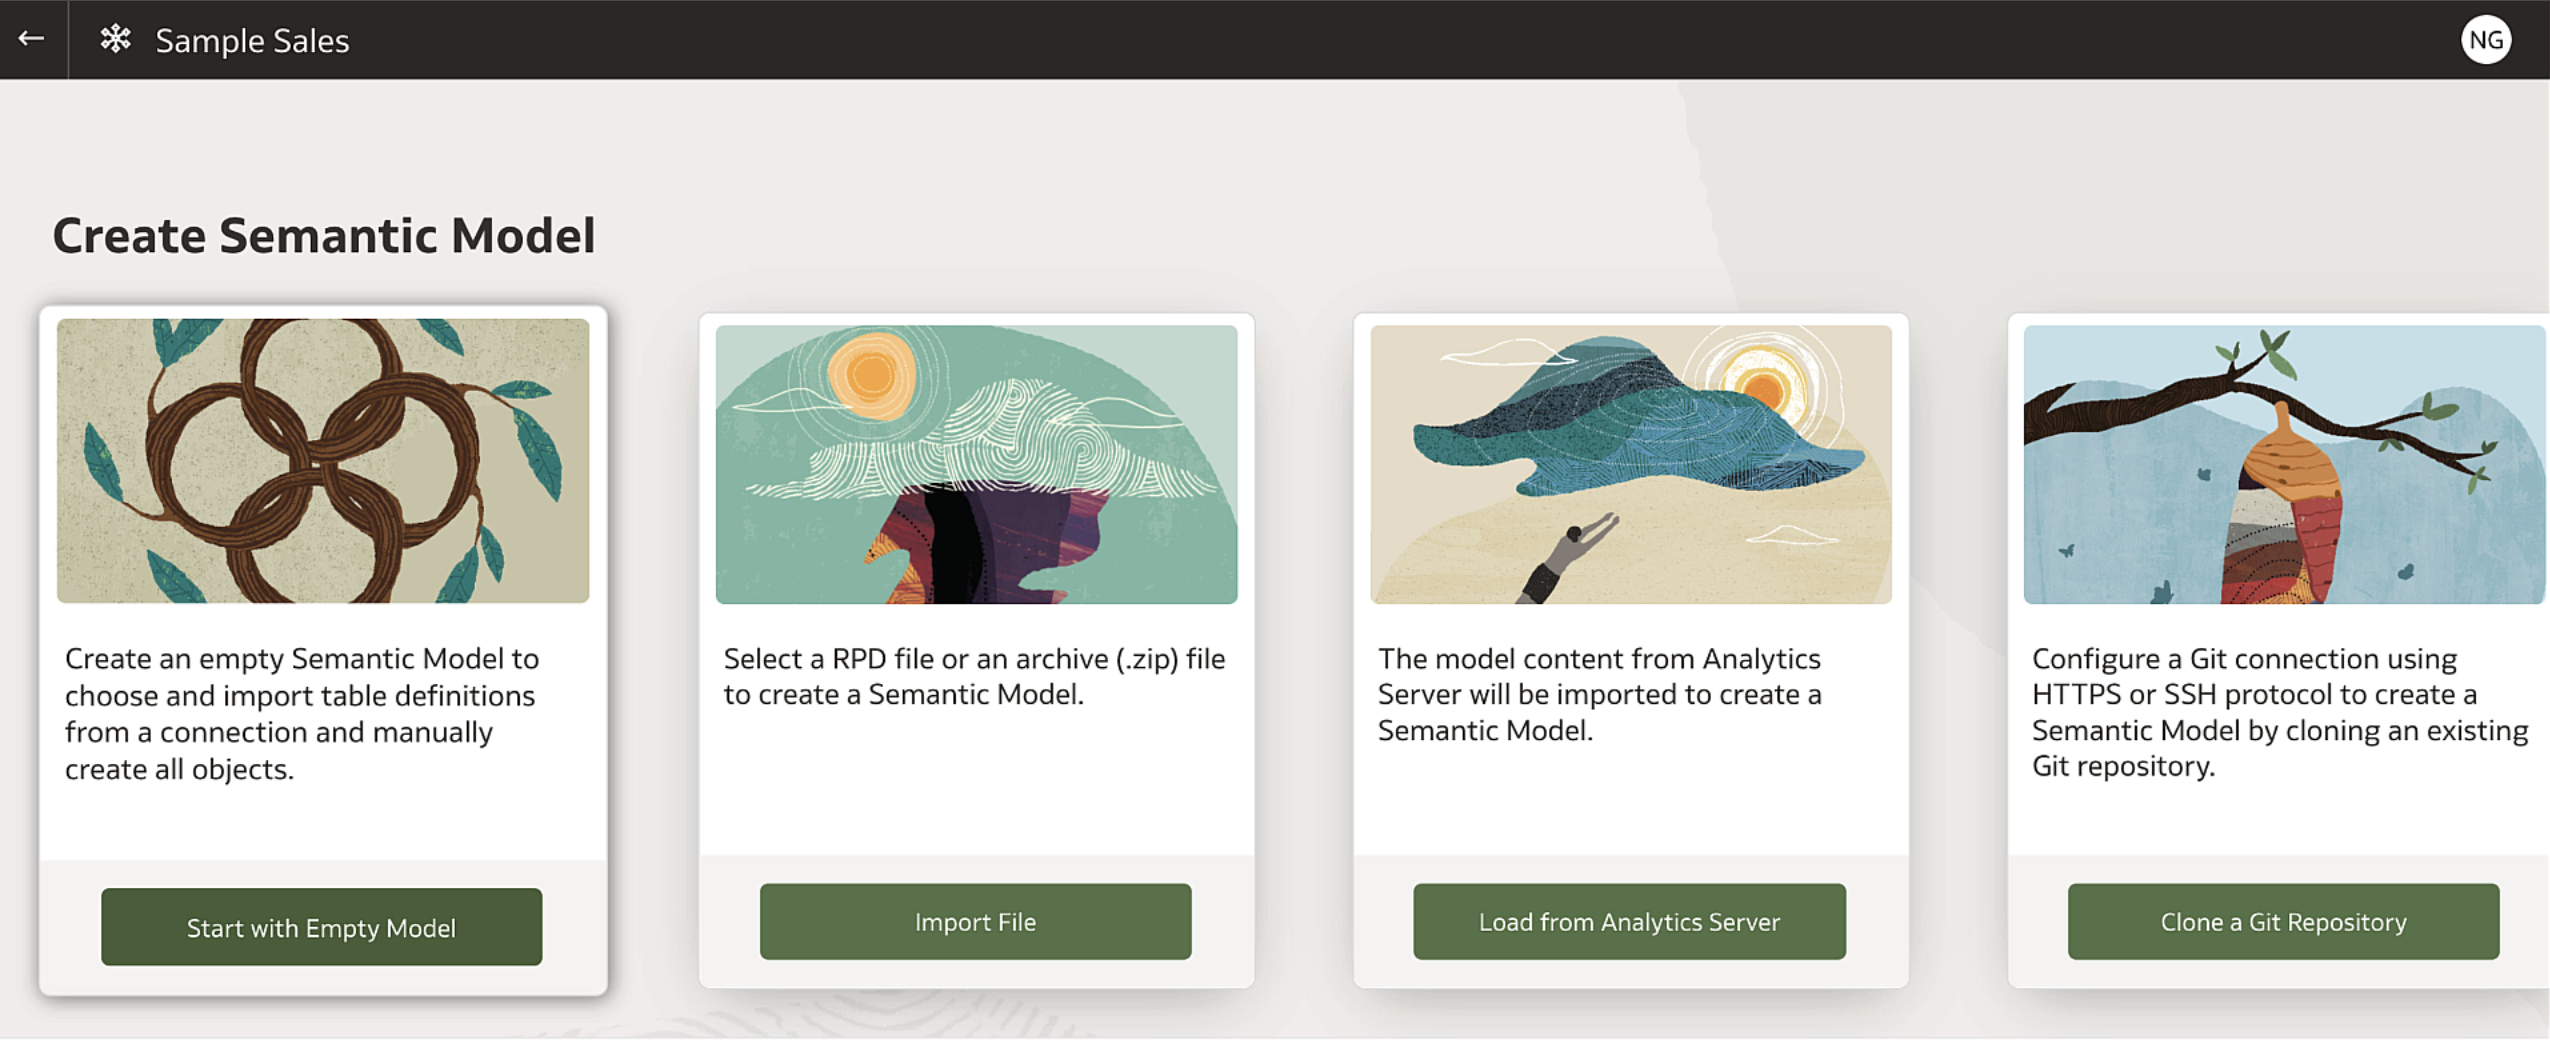 Sample Sales
NG
Create Semantic Model
Create an empty Semantic Model to
choose and import table definitions
from a connection and manually
create all objects.
Start with Empty Model
Select a RPD file or an archive (.zip) file
to create a Semantic Model.
Import File
The model content from Analytics
Server will be imported to create a
Semantic Model.
Load from Analytics Server
Configure a Git connection using
HTTPS or SSH protocol to create a
Semantic Model by cloning an existing
Git repository.
Clone a Git Repository